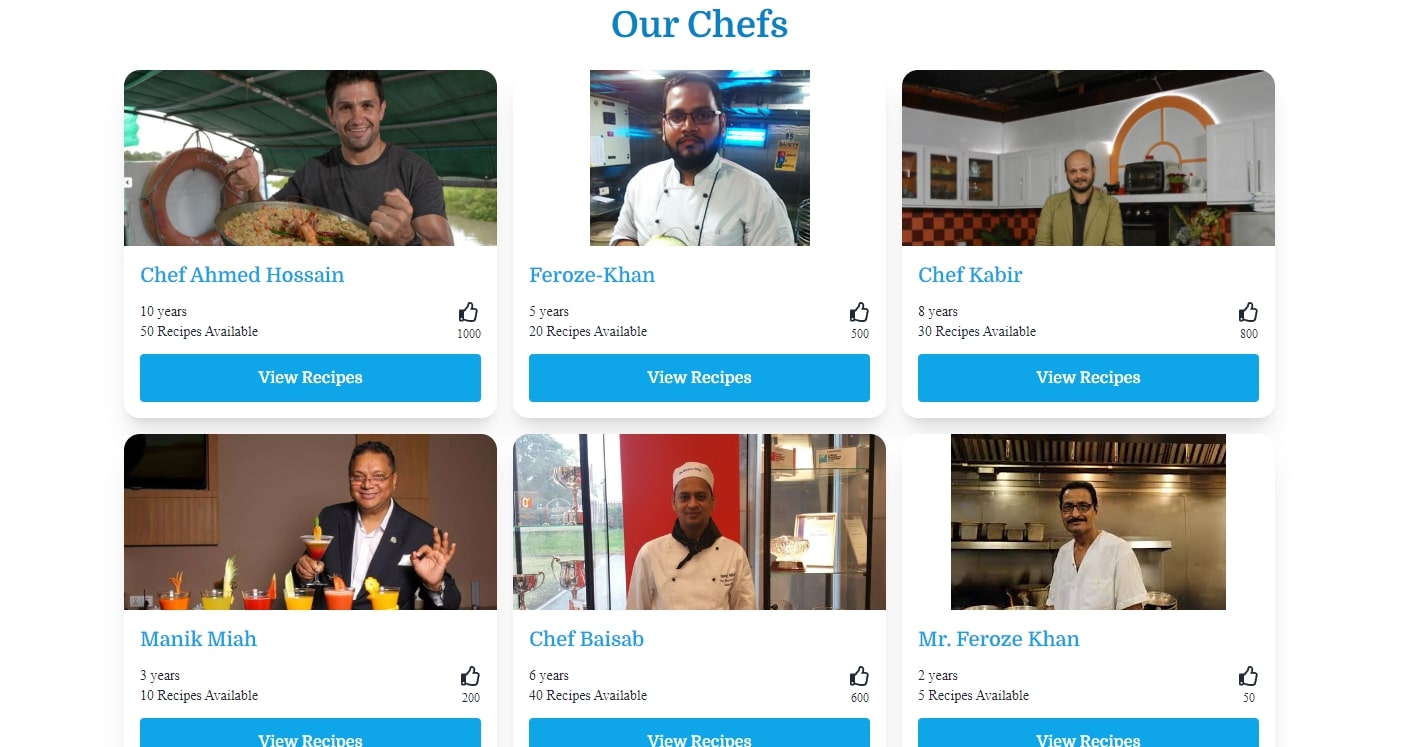 Our Chefs
Chef Ahmed Hossain
10 years
50 Recipes Available
1000
View Recipes
Feroze-Khan
5 years
20 Recipes Available
500
View Recipes
Chef Kabir
8 years
30 Recipes Available
800
View Recipes
Manik Miah
3 years
10 Recipes Available
200
View Recipes
Chef Baisab
6 years
40 Recipes Available
600
View Recipes
Mr. Feroze Khan
2 years
5 Recipes Available
50
View Recipes